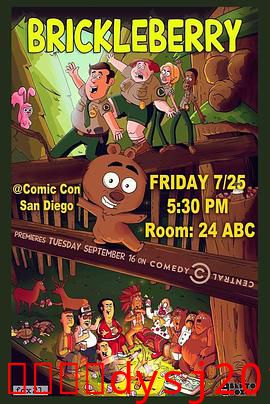 BRICKLEBERRY
@Comic Con
San Diego
FRIDAY 7/25
5:30 PM
Room: 24 ABC
PREMIERES TUESDAY SEPTEMBER 16 ON COMEDY CENTRAL
dysj20